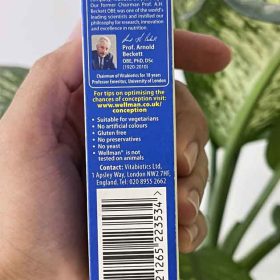 Our former Chairman Prof. A.H.
Beckett OBE was one of the world's
leading scientists and instilled our
philosophy for research, innovation
and excellence in nutrition.
Prof. Arnold
Beckett
OBE, PhD, DSc
(1920-2010)
Chairman of Vitabiotics for 18 years
Professor Emeritus, University of London
For tips on optimising the
chances of conception visit:
www.wellman.co.uk/
conception
• Suitable for vegetarians
• No artificial colours
• Gluten free
• No preservatives
• No yeast
• Wellman® is not
tested on animals
Contact: Vitabiotics Ltd.
1 Apsley Way, London NW2 7HF,
England, Tel: 020 8955 2662
21265 223534